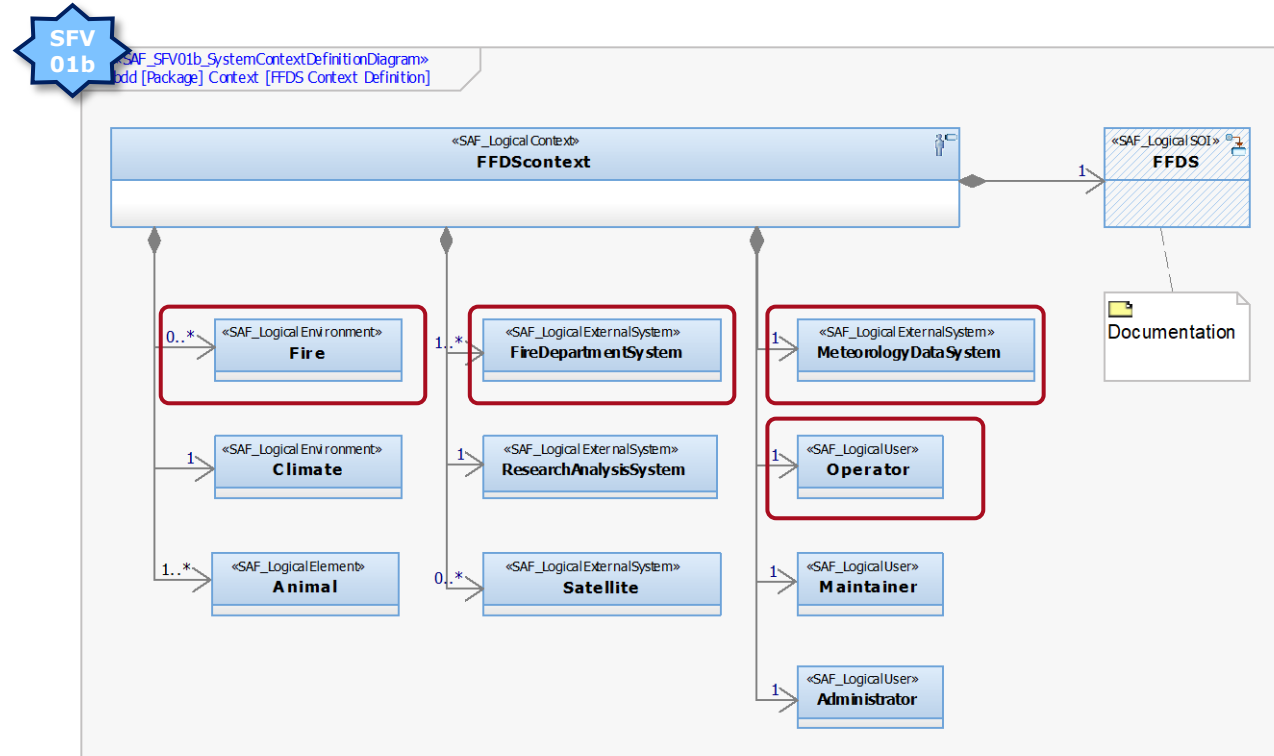 SFV
01b
«SAF_SFV01b_SystemContextDefinitionDiagram»
bdd [Package] Context [FFDS Context Definition]
«SAF_LogicalContext»
FFDScontext
«SAF_LogicalSOI»
FFDS
1
Documentation
0..*
«SAF_LogicalEnvironment»
Fire
1..*
«SAF_LogicalExternalSystem»
FireDepartmentSystem
1
«SAF_LogicalExternalSystem»
MeteorologyDataSystem
1
«SAF_LogicalEnvironment»
Climate
1
«SAF_LogicalExternalSystem»
ResearchAnalysisSystem
1
«SAF_LogicalUser»
Operator
1..*
«SAF_LogicalElement»
Animal
0..*
«SAF_LogicalExternalSystem»
Satellite
1
«SAF_LogicalUser»
Maintainer
1
«SAF_LogicalUser»
Administrator